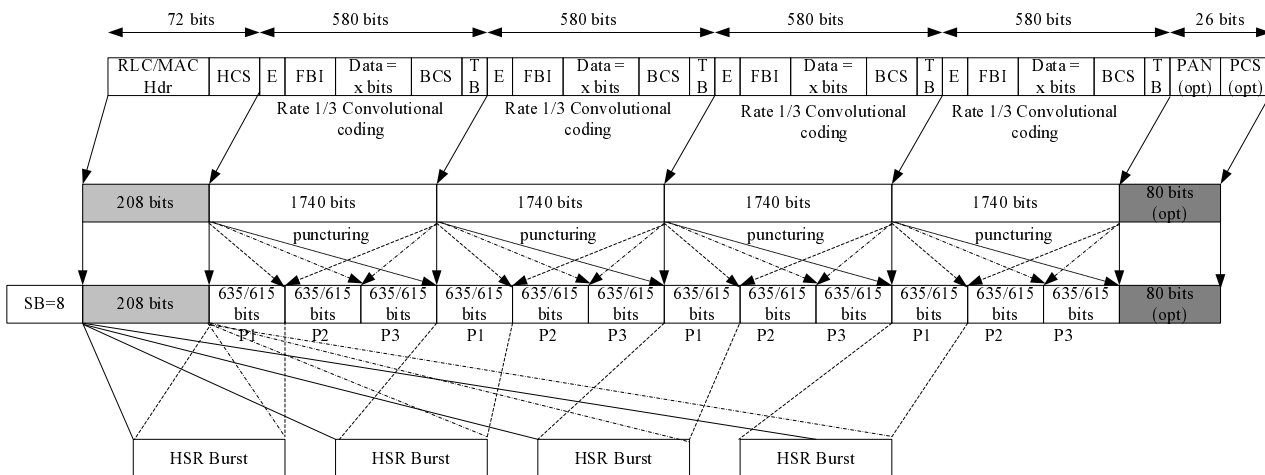 72 bits 580 bits 580 bits 580 bits 580 bits 26 bits
RLC/MAC Hdr HCS E FBI Data = x bits BCS T B E FBI Data = x bits BCS T B E FBI Data = x bits BCS T B E FBI Data = x bits BCS T B PAN (opt) PCS (opt)
Rate 1/3 Convolutional coding Rate 1/3 Convolutional coding Rate 1/3 Convolutional coding Rate 1/3 Convolutional coding
208 bits 1740 bits 1740 bits 1740 bits 1740 bits 80 bits (opt)
puncturing puncturing puncturing puncturing
SB=8 208 bits 635/615 bits 635/615 bits 635/615 bits 635/615 bits 635/615 bits 635/615 bits 635/615 bits 635/615 bits 635/615 bits 635/615 bits 635/615 bits 635/615 bits 80 bits (opt)
P1 P2 P3 P1 P2 P3 P1 P2 P3 P1 P2 P3
HSR Burst HSR Burst HSR Burst HSR Burst